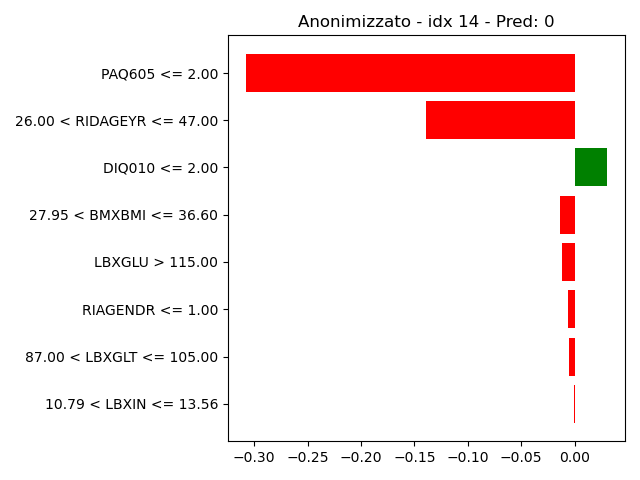 Anonimizzato - idx 14 - Pred: 0
PAQ605 <= 2.00
26.00 < RIDAGEYR <= 47.00
DIQ010 <= 2.00
27.95 < BMXBMI <= 36.60
LBXGLU > 115.00
RIAGENDR <= 1.00
87.00 < LBXGLT <= 105.00
10.79 < LBXIN <= 13.56
−0.30 −0.25 −0.20 −0.15 −0.10 −0.05 0.00